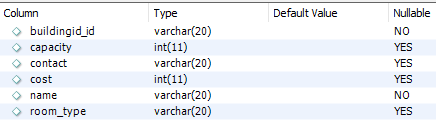 Column Type Default Value Nullable
buildingid_id varchar(20) NO
capacity int(11) YES
contact varchar(20) YES
cost int(11) YES
name varchar(20) NO
room_type varchar(20) YES